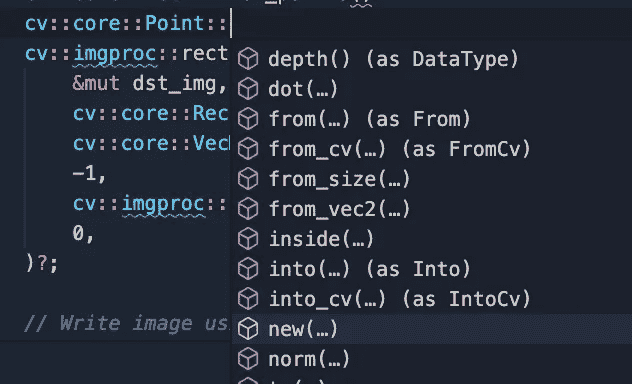 cv::core::Point::
cv::imgproc::rect
&mut dst_img,
cv::core::Rec
cv::core::Vec
-1,
cv::imgproc::
0,
)?;
// Write image us
depth() (as DataType)
dot(…)
from(…) (as From)
from_cv(…) (as FromCv)
from_size(…)
from_vec2(…)
inside(…)
into(…) (as Into)
into_cv(…) (as IntoCv)
new(…)
norm(…)